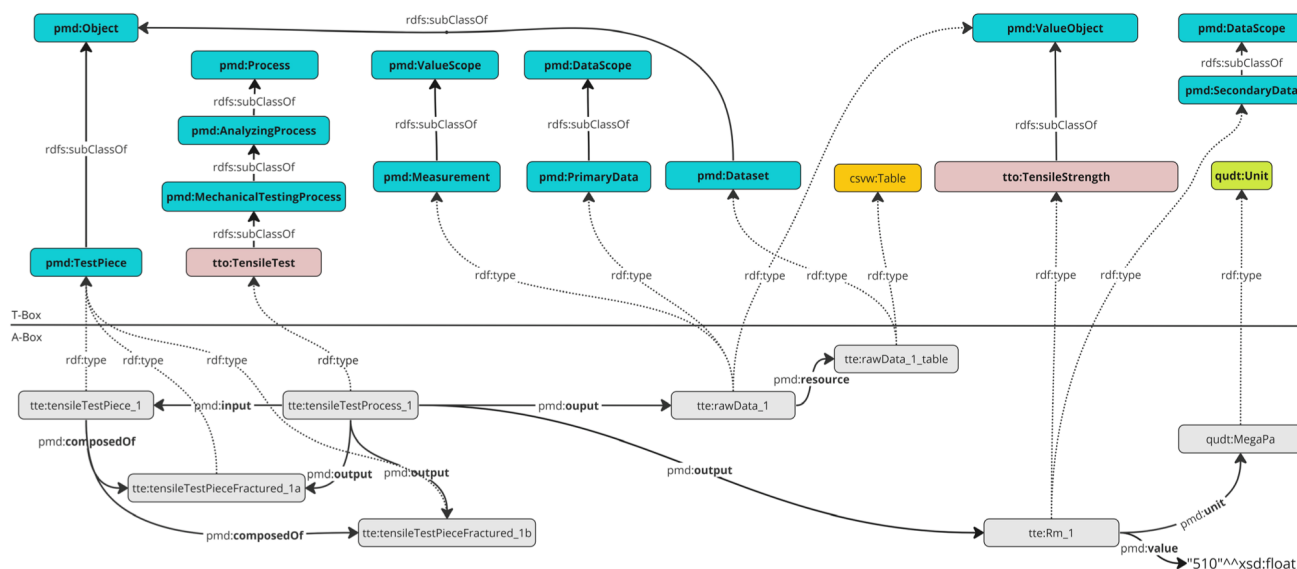 rdfs:subClassOf
pmd:Object
pmd:ValueObject
pmd:DataScope
pmd:Process
pmd:ValueScope
pmd:DataScope
rdfs:subClassOf
pmd:SecondaryData
rdfs:subClassOf
pmd:AnalyzingProcess
rdfs:subClassOf
rdfs:subClassOf
rdfs:subClassOf
rdfs:subClassOf
rdfs:subClassOf
pmd:MechanicalTestingProcess
pmd:Measurement
pmd:PrimaryData
pmd:Dataset
csvw:Table
tto:TensileStrength
qudt:Unit
rdfs:subClassOf
pmd:TestPiece
tto:TensileTest
rdf:type
rdf:type
rdf:type
rdf:type
rdf:type
rdf:type
rdf:type
rdf:type
T-Box
A-Box
rdf:type
rdf:type
rdf:type
rdf:type
tte:rawData_1_table
pmd:resource
tte:tensileTestPiece_1
pmd:input
tte:tensileTestProcess_1
pmd:ouput
tte:rawData_1
pmd:composedOf
qudt:MegaPa
pmd:output
pmd:output
pmd:output
tte:tensileTestPieceFractured_1a
pmd:unit
pmd:composedOf
tte:tensileTestPieceFractured_1b
tte:Rm_1
pmd:value
"510"^^xsd:float